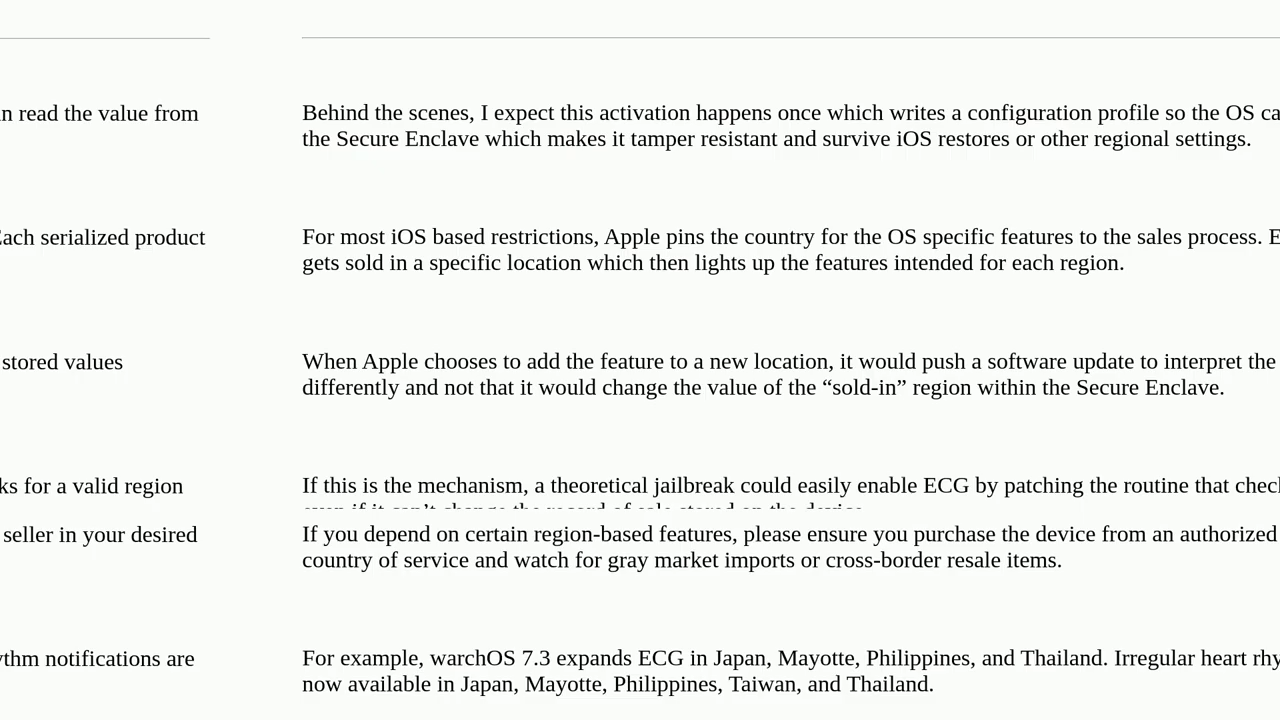 n read the value from
Each serialized product
stored values
ks for a valid region
seller in your desired
ythm notifications are
Behind the scenes, I expect this activation happens once which writes a configuration profile so the OS ca
the Secure Enclave which makes it tamper resistant and survive iOS restores or other regional settings.
For most iOS based restrictions, Apple pins the country for the OS specific features to the sales process. E
gets sold in a specific location which then lights up the features intended for each region.
When Apple chooses to add the feature to a new location, it would push a software update to interpret the
differently and not that it would change the value of the “sold-in” region within the Secure Enclave.
If this is the mechanism, a theoretical jailbreak could easily enable ECG by patching the routine that chec
If you depend on certain region-based features, please ensure you purchase the device from an authorized
country of service and watch for gray market imports or cross-border resale items.
For example, warchOS 7.3 expands ECG in Japan, Mayotte, Philippines, and Thailand. Irregular heart rhy
now available in Japan, Mayotte, Philippines, Taiwan, and Thailand.